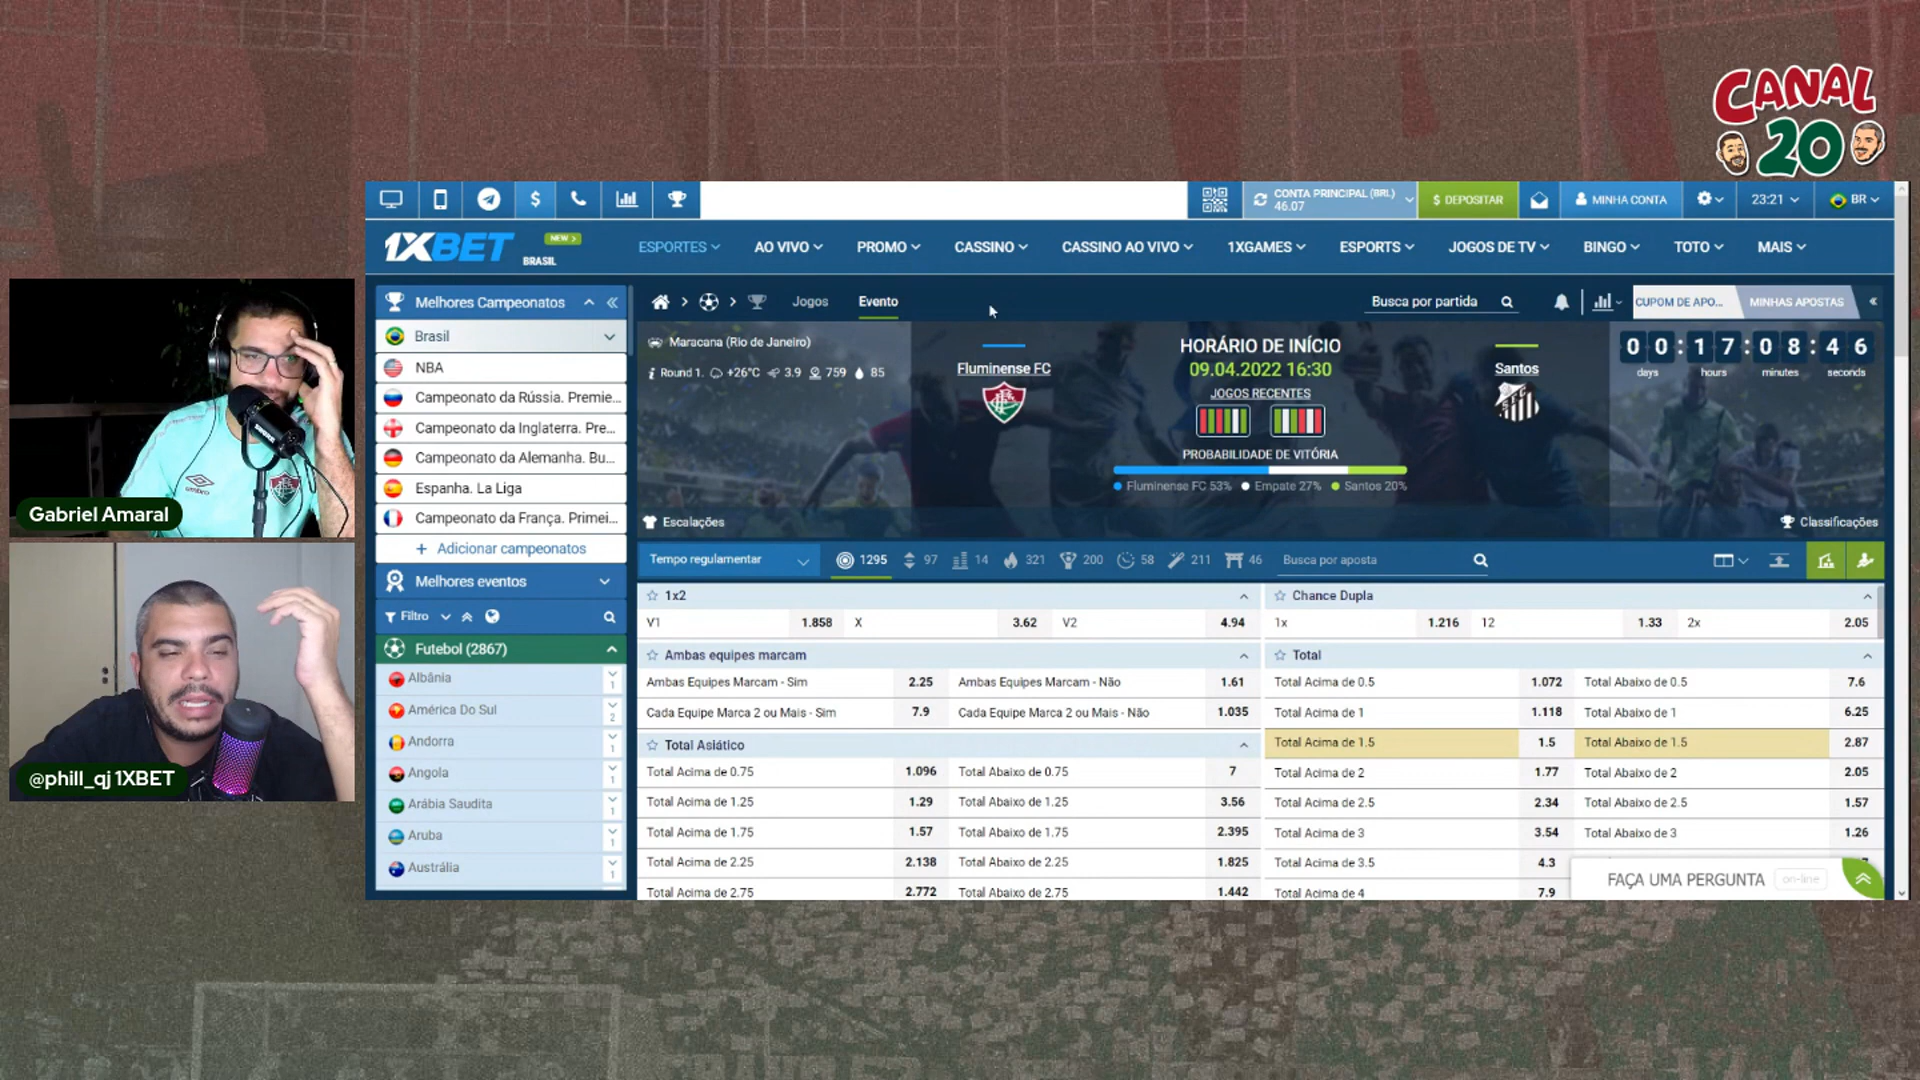 CANAL
20
CONTA PRINCIPAL (BRL)
46.07
$ DEPOSITAR
MINHA CONTA
23:21
BR
1XBET
NEW >
BRASIL
ESPORTES
AO VIVO
PROMO
CASSINO
CASSINO AO VIVO
1XGAMES
ESPORTS
JOGOS DE TV
BINGO
TOTO
MAIS
Melhores Campeonatos
Brasil
NBA
Campeonato da Rússia. Premie...
Campeonato da Inglaterra. Pre...
Campeonato da Alemanha. Bu...
Espanha. La Liga
Campeonato da França. Primei...
+ Adicionar campeonatos
Melhores eventos
Filtro
Futebol (2867)
Albânia 1
América Do Sul 2
Andorra 1
Angola 1
Arábia Saudita 1
Aruba 1
Austrália 1
Jogos
Evento
Busca por partida
CUPOM DE APO...
MINHAS APOSTAS
Maracana (Rio de Janeiro)
Round 1. +26°C 3.9 759 85
Fluminense FC
HORÁRIO DE INÍCIO
09.04.2022 16:30
JOGOS RECENTES
PROBABILIDADE DE VITÓRIA
Fluminense FC 53% Empate 27% Santos 20%
Santos
00:17:08:46
days hours minutes seconds
Escalações
Classificações
Tempo regulamentar
1295 97 14 321 200 58 211 46
Busca por aposta
1x2
V1 1.858 X 3.62 V2 4.94
Ambas equipes marcam
Ambas Equipes Marcam - Sim 2.25 Ambas Equipes Marcam - Não 1.61
Cada Equipe Marca 2 ou Mais - Sim 7.9 Cada Equipe Marca 2 ou Mais - Não 1.035
Total Asiático
Total Acima de 0.75 1.096 Total Abaixo de 0.75 7
Total Acima de 1.25 1.29 Total Abaixo de 1.25 3.56
Total Acima de 1.75 1.57 Total Abaixo de 1.75 2.395
Total Acima de 2.25 2.138 Total Abaixo de 2.25 1.825
Total Acima de 2.75 2.772 Total Abaixo de 2.75 1.442
Chance Dupla
1x 1.216 12 1.33 2x 2.05
Total
Total Acima de 0.5 1.072 Total Abaixo de 0.5 7.6
Total Acima de 1 1.118 Total Abaixo de 1 6.25
Total Acima de 1.5 1.5 Total Abaixo de 1.5 2.87
Total Acima de 2 1.77 Total Abaixo de 2 2.05
Total Acima de 2.5 2.34 Total Abaixo de 2.5 1.57
Total Acima de 3 3.54 Total Abaixo de 3 1.26
Total Acima de 3.5 4.3
Total Acima de 4 7.9
FAÇA UMA PERGUNTA on-line
SHURE
umbro
Gabriel Amaral
@phill_qj 1XBET